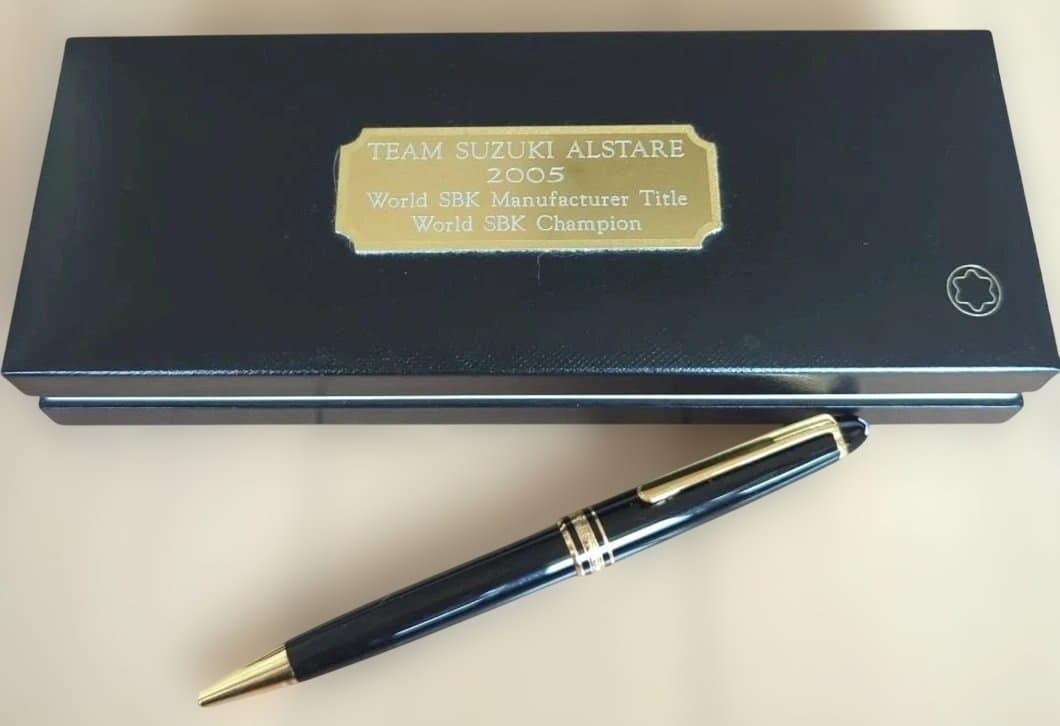 TEAM SUZUKI ALSTARE
2005
World SBK Manufacturer Title
World SBK Champion